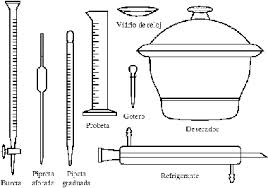 Vidrio de reloj
Probeta
Gotero
Desecador
Bureta
Pipeta
aforada
Pipeta
graduada
Refrigerante